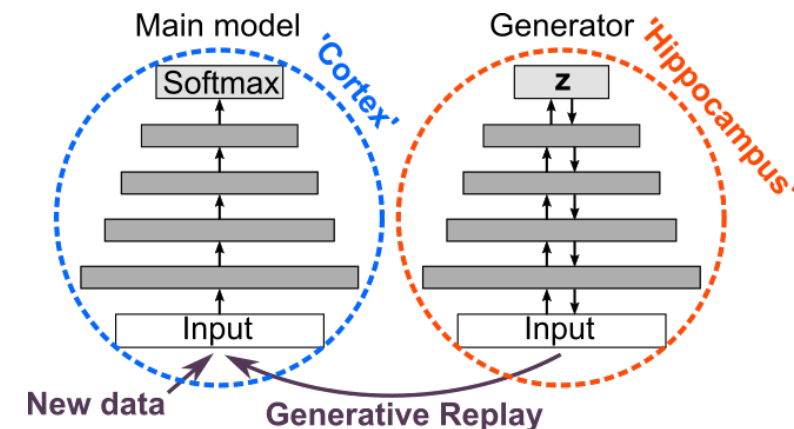 Main model
Generator
'Cortex'
'Hippocampus'
Softmax
z
Input
Input
New data
Generative Replay